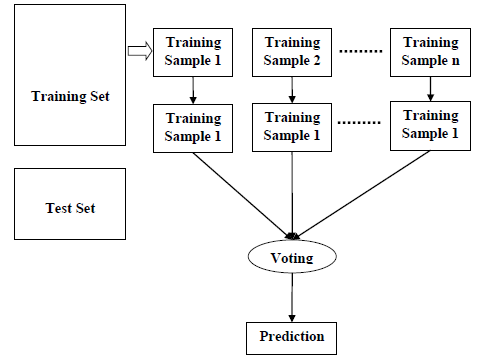 Training Set
Training
Sample 1
Training
Sample 2
Training
Sample n
Training
Sample 1
Training
Sample 1
Training
Sample 1
Test Set
Voting
Prediction